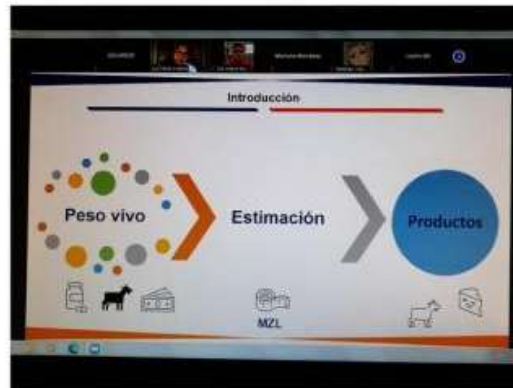 Introducción
Peso vivo
Estimación
Productos
MZL